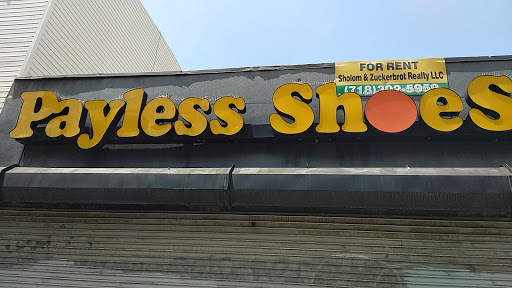 FOR RENT
Sholom & Zuckerbrot Realty LLC
Payless ShoeS